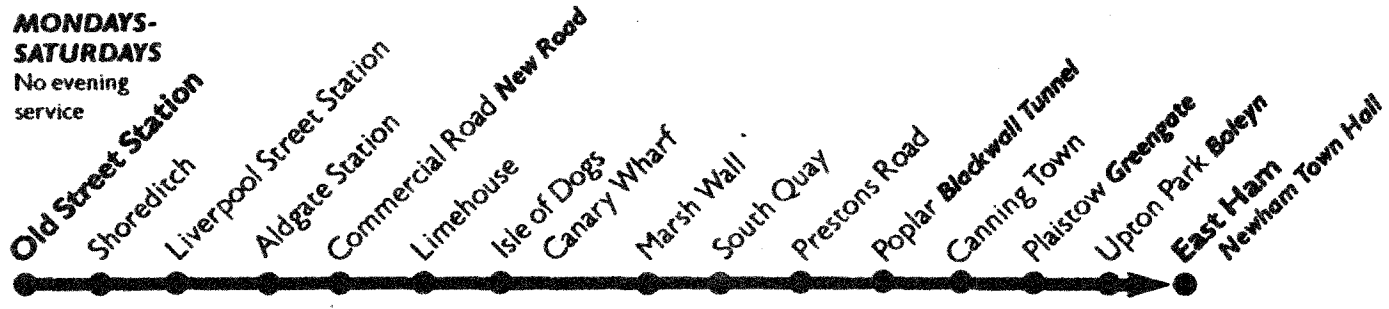 MONDAYS-
SATURDAYS
No evening
service
Old Street Station
Shoreditch
Liverpool Street Station
Aldgate Station
Commercial Road New Road
Limehouse
Isle of Dogs
Canary Wharf
Marsh Wall
South Quay
Prestons Road
Poplar Blackwall Tunnel
Canning Town
Plaistow Greengate
Upton Park Boleyn
East Ham
Newham Town Hall